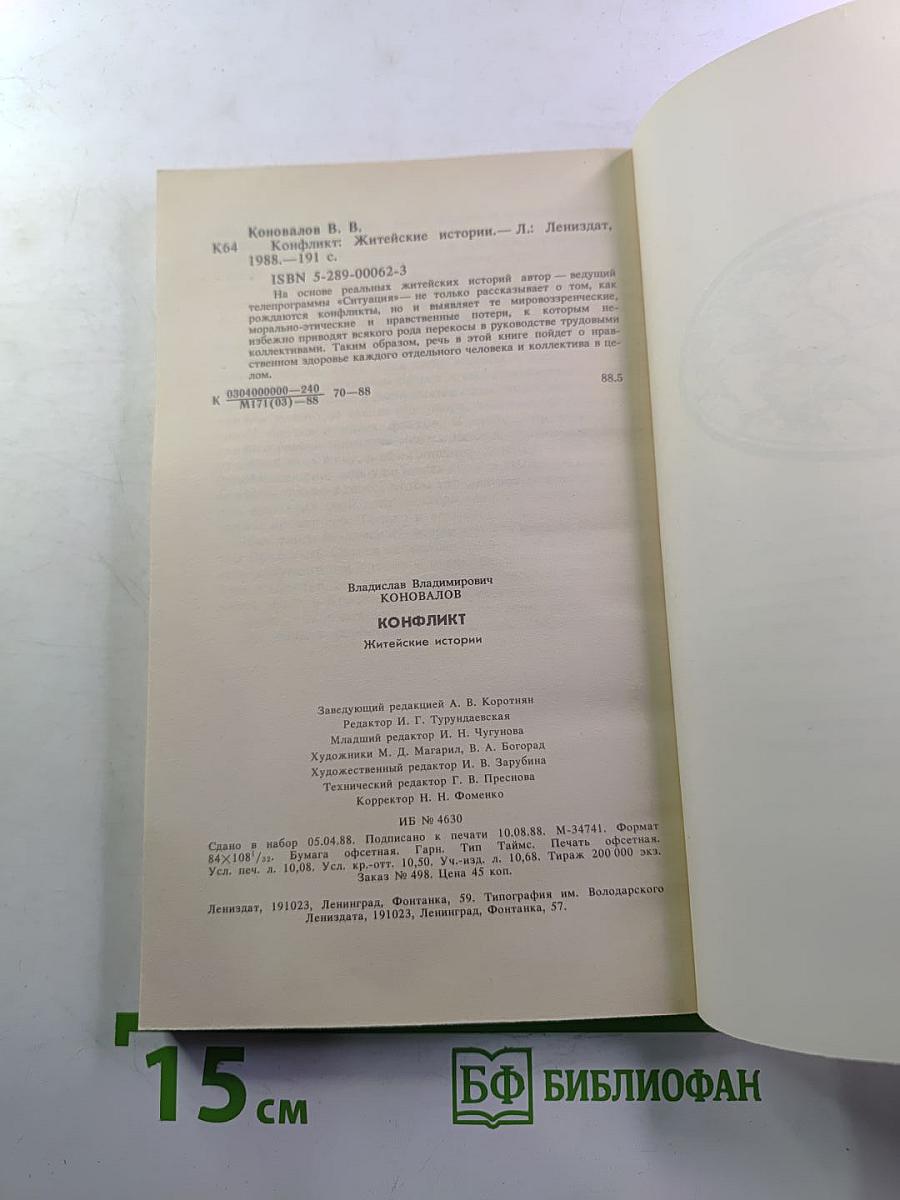 Коновалов В. В.
К64 Конфликт: Житейские истории.— Л.: Лениздат,
1988.—191 с.
ISBN 5-289-00062-3
На основе реальных житейских историй автор — ведущий
телепрограммы «Ситуация»— не только рассказывает о том, как
рождаются конфликты, но и выявляет те мировоззренческие,
морально-этические и нравственные потери, к которым не-
избежно приводят всякого рода перекосы в руководстве трудовыми
коллективами. Таким образом, речь в этой книге пойдет о нрав-
ственном здоровье каждого отдельного человека и коллектива в це-
лом.
К 0304000000—240 70—88 88.5
М171(03)—88
Владислав Владимирович
КОНОВАЛОВ
КОНФЛИКТ
Житейские истории
Заведующий редакцией А. В. Коротнян
Редактор И. Г. Турундаевская
Младший редактор И. Н. Чугунова
Художники М. Д. Магарил, В. А. Богорад
Художественный редактор И. В. Зарубина
Технический редактор Г. В. Преснова
Корректор Н. Н. Фоменко
ИБ № 4630
Сдано в набор 05.04.88. Подписано к печати 10.08.88. М-34741. Формат
84×108¹/₃₂. Бумага офсетная. Гарн. Тип Таймс. Печать офсетная.
Усл. печ. л. 10,08. Усл. кр.-отт. 10,50. Уч.-изд. л. 10,68. Тираж 200 000 экз.
Заказ № 498. Цена 45 коп.
Лениздат, 191023, Ленинград, Фонтанка, 59. Типография им. Володарского
Лениздата, 191023, Ленинград, Фонтанка, 57.
15 см
БФ БИБЛИОФАН